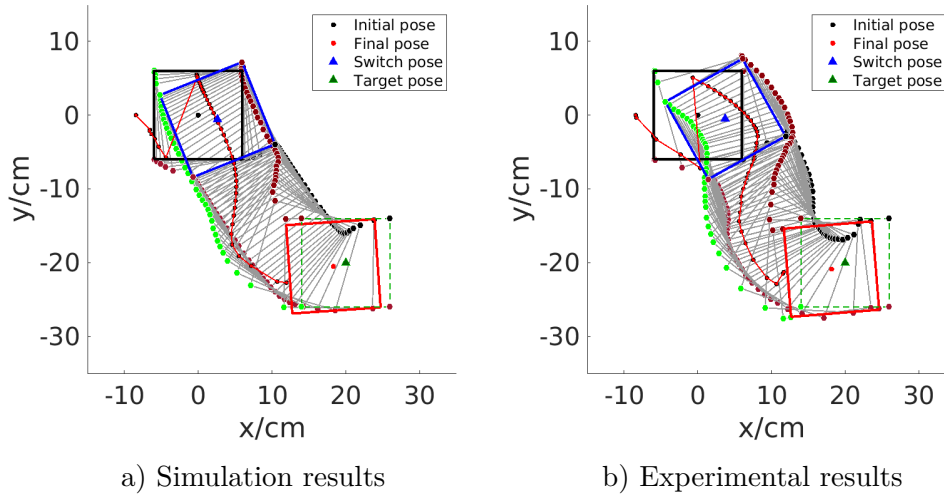 Initial pose
Final pose
Switch pose
Target pose
10
0
-10
-20
-30
y/cm
-10 0 10 20 30
x/cm
a) Simulation results
Initial pose
Final pose
Switch pose
Target pose
10
0
-10
-20
-30
y/cm
-10 0 10 20 30
x/cm
b) Experimental results